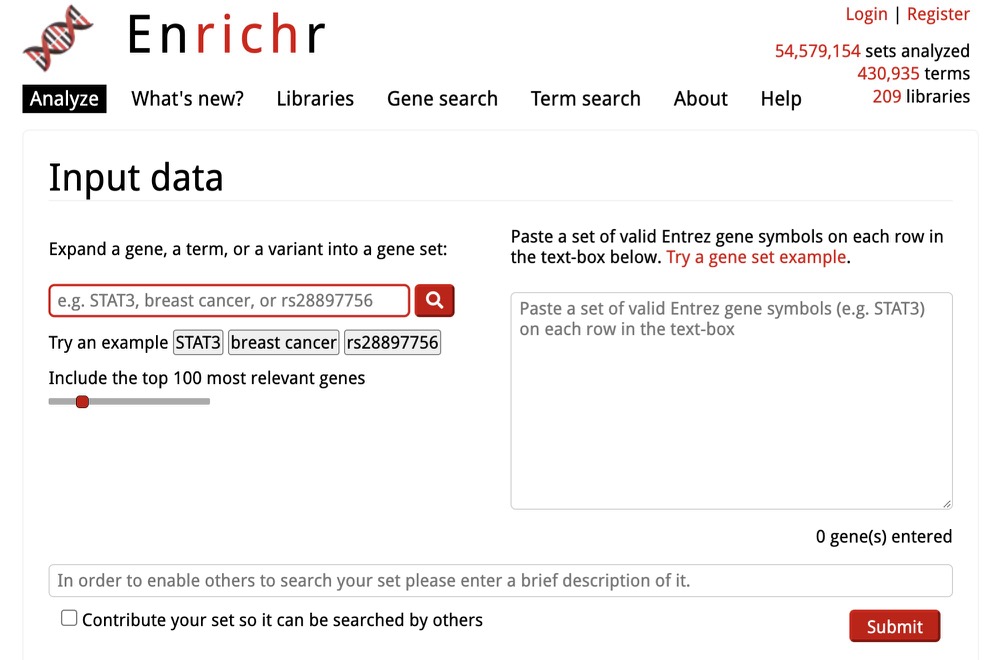 Enrichr
Login | Register
54,579,154 sets analyzed
430,935 terms
209 libraries
Analyze What's new? Libraries Gene search Term search About Help
Input data
Expand a gene, a term, or a variant into a gene set:
e.g. STAT3, breast cancer, or rs28897756
Try an example STAT3 breast cancer rs28897756
Include the top 100 most relevant genes
Paste a set of valid Entrez gene symbols on each row in
the text-box below. Try a gene set example.
Paste a set of valid Entrez gene symbols (e.g. STAT3)
on each row in the text-box
0 gene(s) entered
In order to enable others to search your set please enter a brief description of it.
Contribute your set so it can be searched by others
Submit